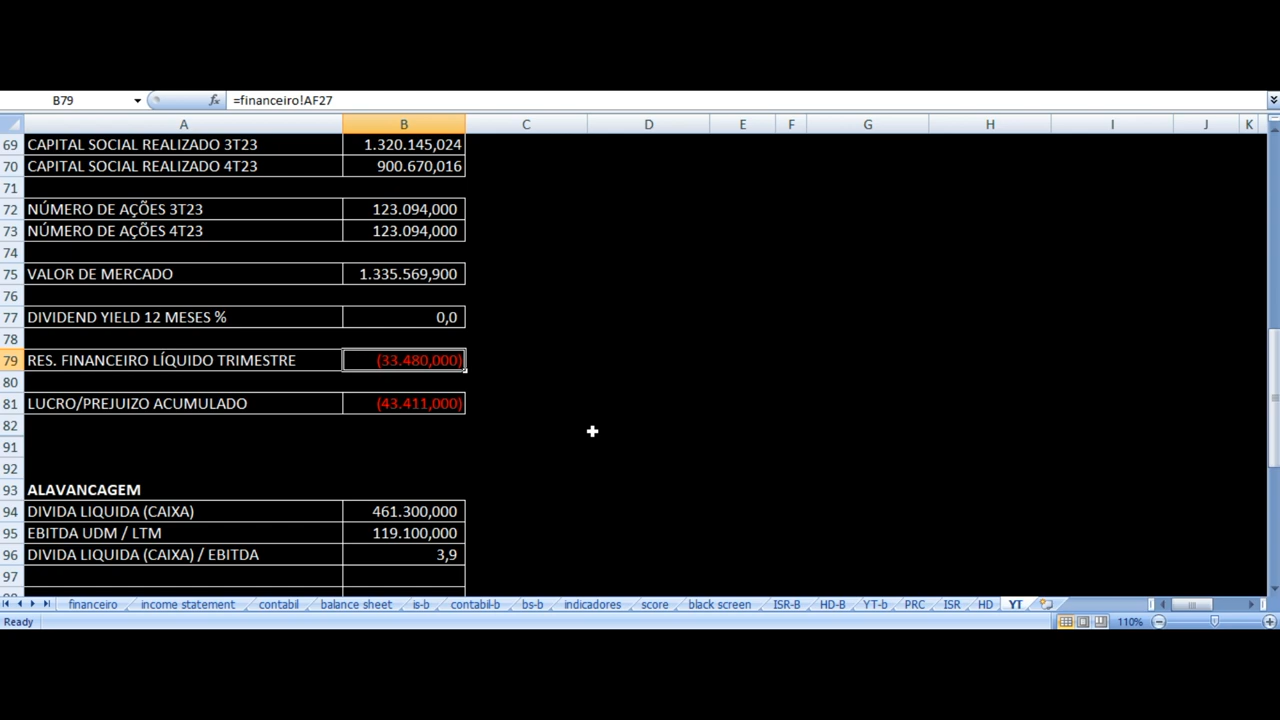 B79 fx =financeiro!AF27
A B C D E F G H I J K
69 CAPITAL SOCIAL REALIZADO 3T23 1.320.145,024
70 CAPITAL SOCIAL REALIZADO 4T23 900.670,016
71
72 NÚMERO DE AÇÕES 3T23 123.094,000
73 NÚMERO DE AÇÕES 4T23 123.094,000
74
75 VALOR DE MERCADO 1.335.569,900
76
77 DIVIDEND YIELD 12 MESES % 0,0
78
79 RES. FINANCEIRO LÍQUIDO TRIMESTRE (33.480,000)
80
81 LUCRO/PREJUIZO ACUMULADO (43.411,000)
82
91
92
93 ALAVANCAGEM
94 DIVIDA LIQUIDA (CAIXA) 461.300,000
95 EBITDA UDM / LTM 119.100,000
96 DIVIDA LIQUIDA (CAIXA) / EBITDA 3,9
97
financeiro income statement contabil balance sheet is-b contabil-b bs-b indicadores score black screen ISR-B HD-B YT-b PRC ISR HD YT
Ready 110%